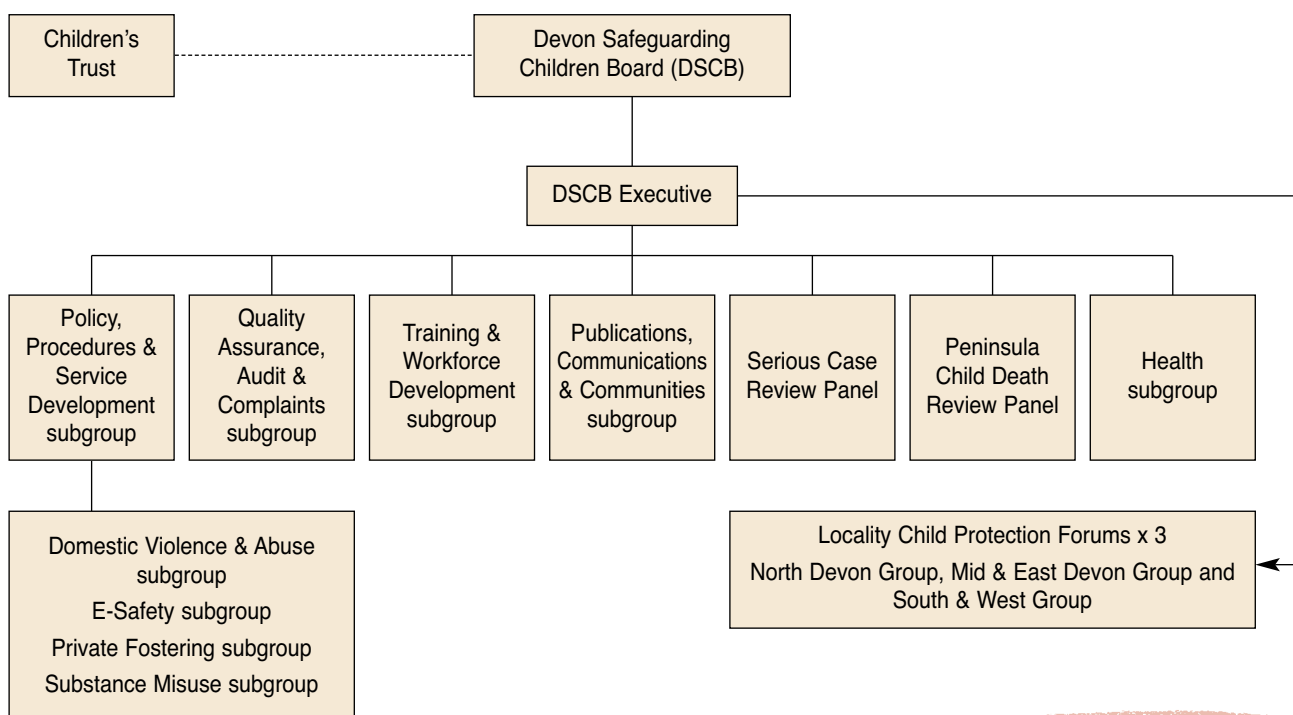 Children’s
Trust
Devon Safeguarding
Children Board (DSCB)
DSCB Executive
Policy,
Procedures &
Service
Development
subgroup
Quality
Assurance,
Audit &
Complaints
subgroup
Training &
Workforce
Development
subgroup
Publications,
Communications
& Communities
subgroup
Serious Case
Review Panel
Peninsula
Child Death
Review Panel
Health
subgroup
Domestic Violence & Abuse
subgroup
E-Safety subgroup
Private Fostering subgroup
Substance Misuse subgroup
Locality Child Protection Forums x 3
North Devon Group, Mid & East Devon Group and
South & West Group